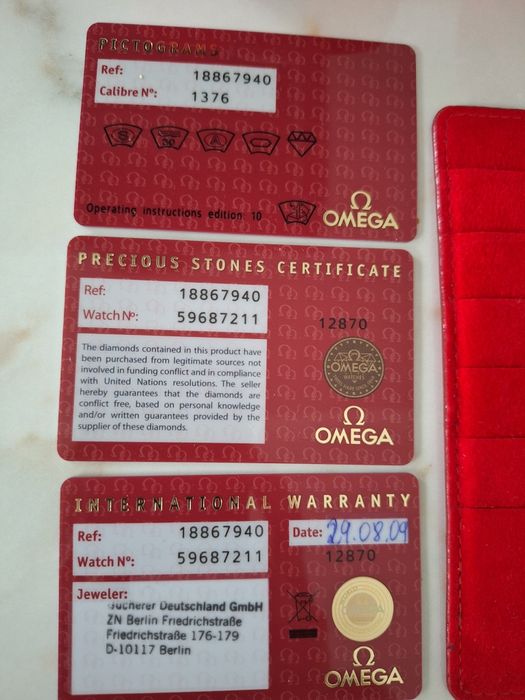 PICTOGRAMS
Ref: 18867940
Calibre Nº: 1376
Operating instructions edition 10
Ω
OMEGA
PRECIOUS STONES CERTIFICATE
Ref: 18867940
Watch Nº: 59687211
12870
The diamonds contained in this product have
been purchased from legitimate sources not
involved in funding conflict and in compliance
with United Nations resolutions. The seller
hereby guarantees that the diamonds are
conflict free, based on personal knowledge
and/or written guarantees provided by the
supplier of these diamonds.
OMEGA
WATCHES
Ω
OMEGA
INTERNATIONAL WARRANTY
Ref: 18867940
Date: 29.08.09
Watch Nº: 59687211
12870
Jeweler:
Bucherer Deutschland GmbH
ZN Berlin Friedrichstraße
Friedrichstraße 176-179
D-10117 Berlin
Ω
OMEGA